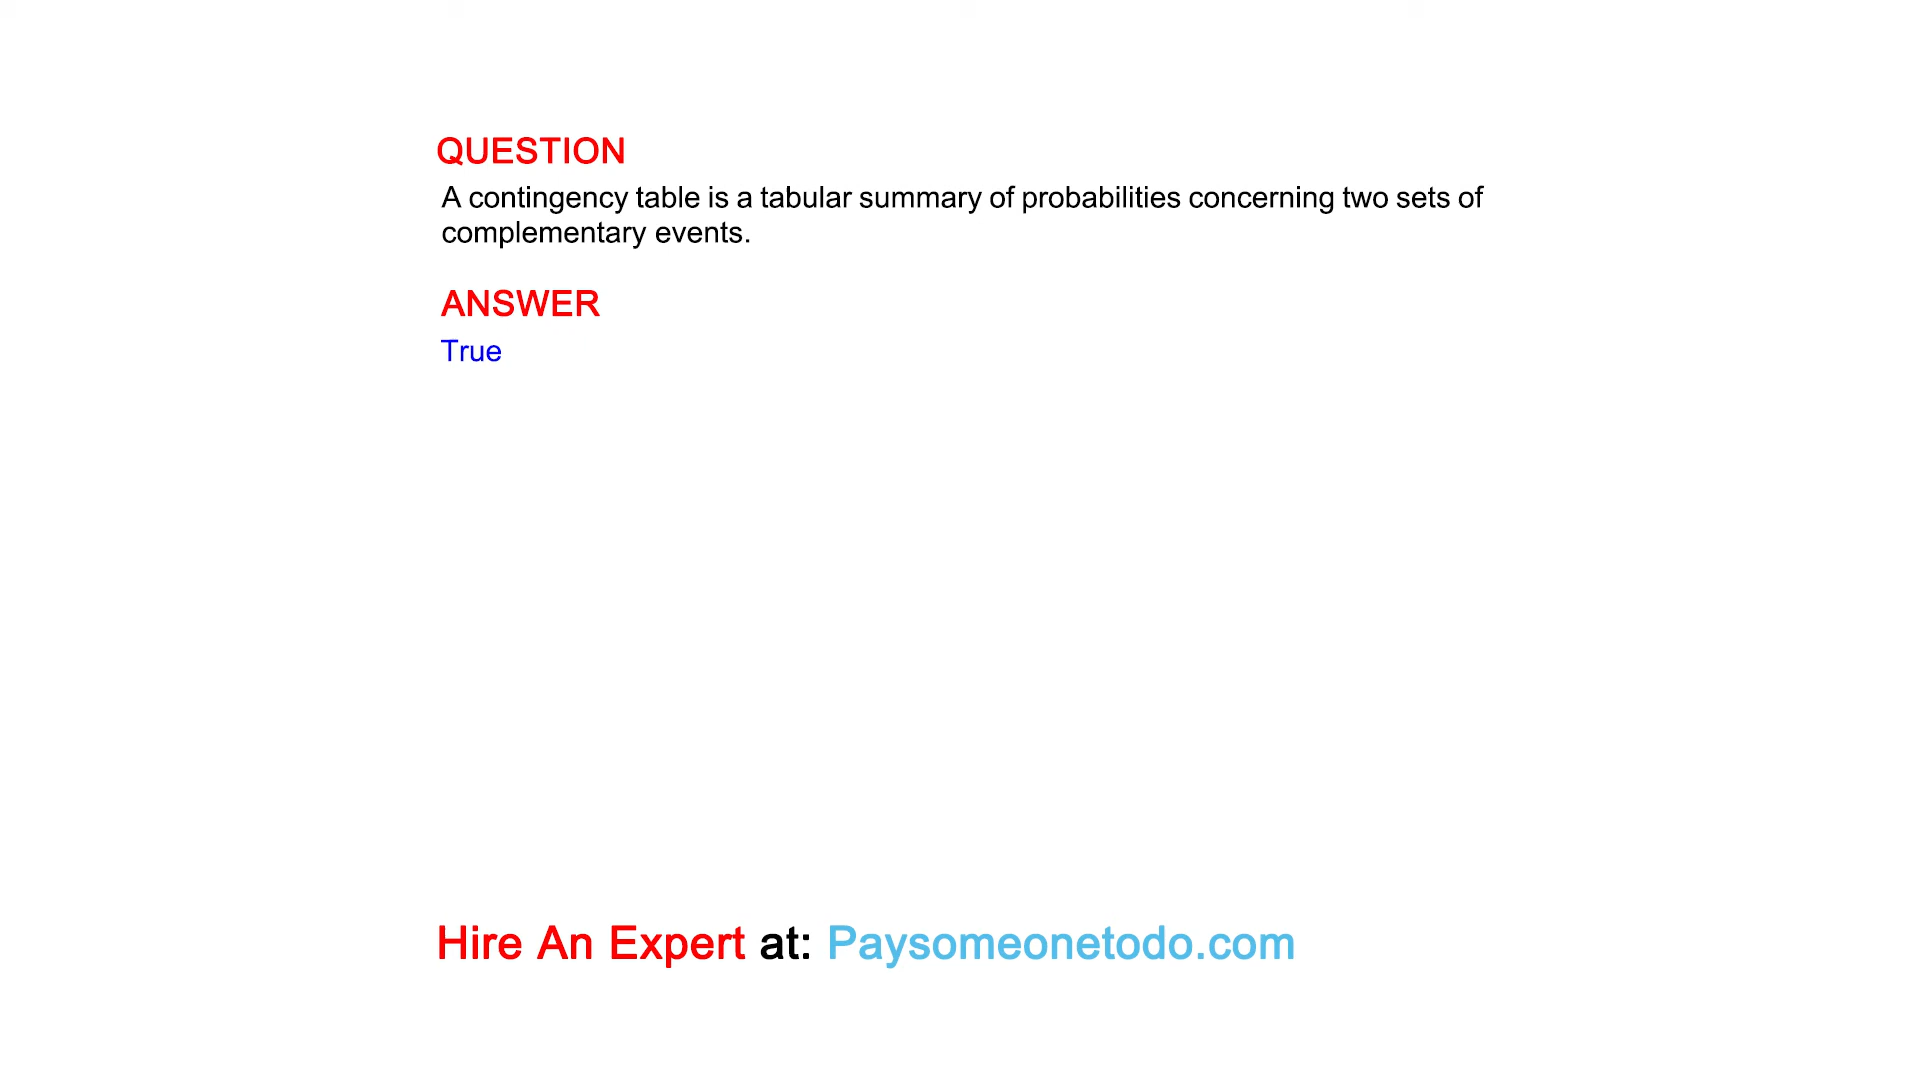 QUESTION
A contingency table is a tabular summary of probabilities concerning two sets of
complementary events.
ANSWER
True
Hire An Expert at: Paysomeonetodo.com